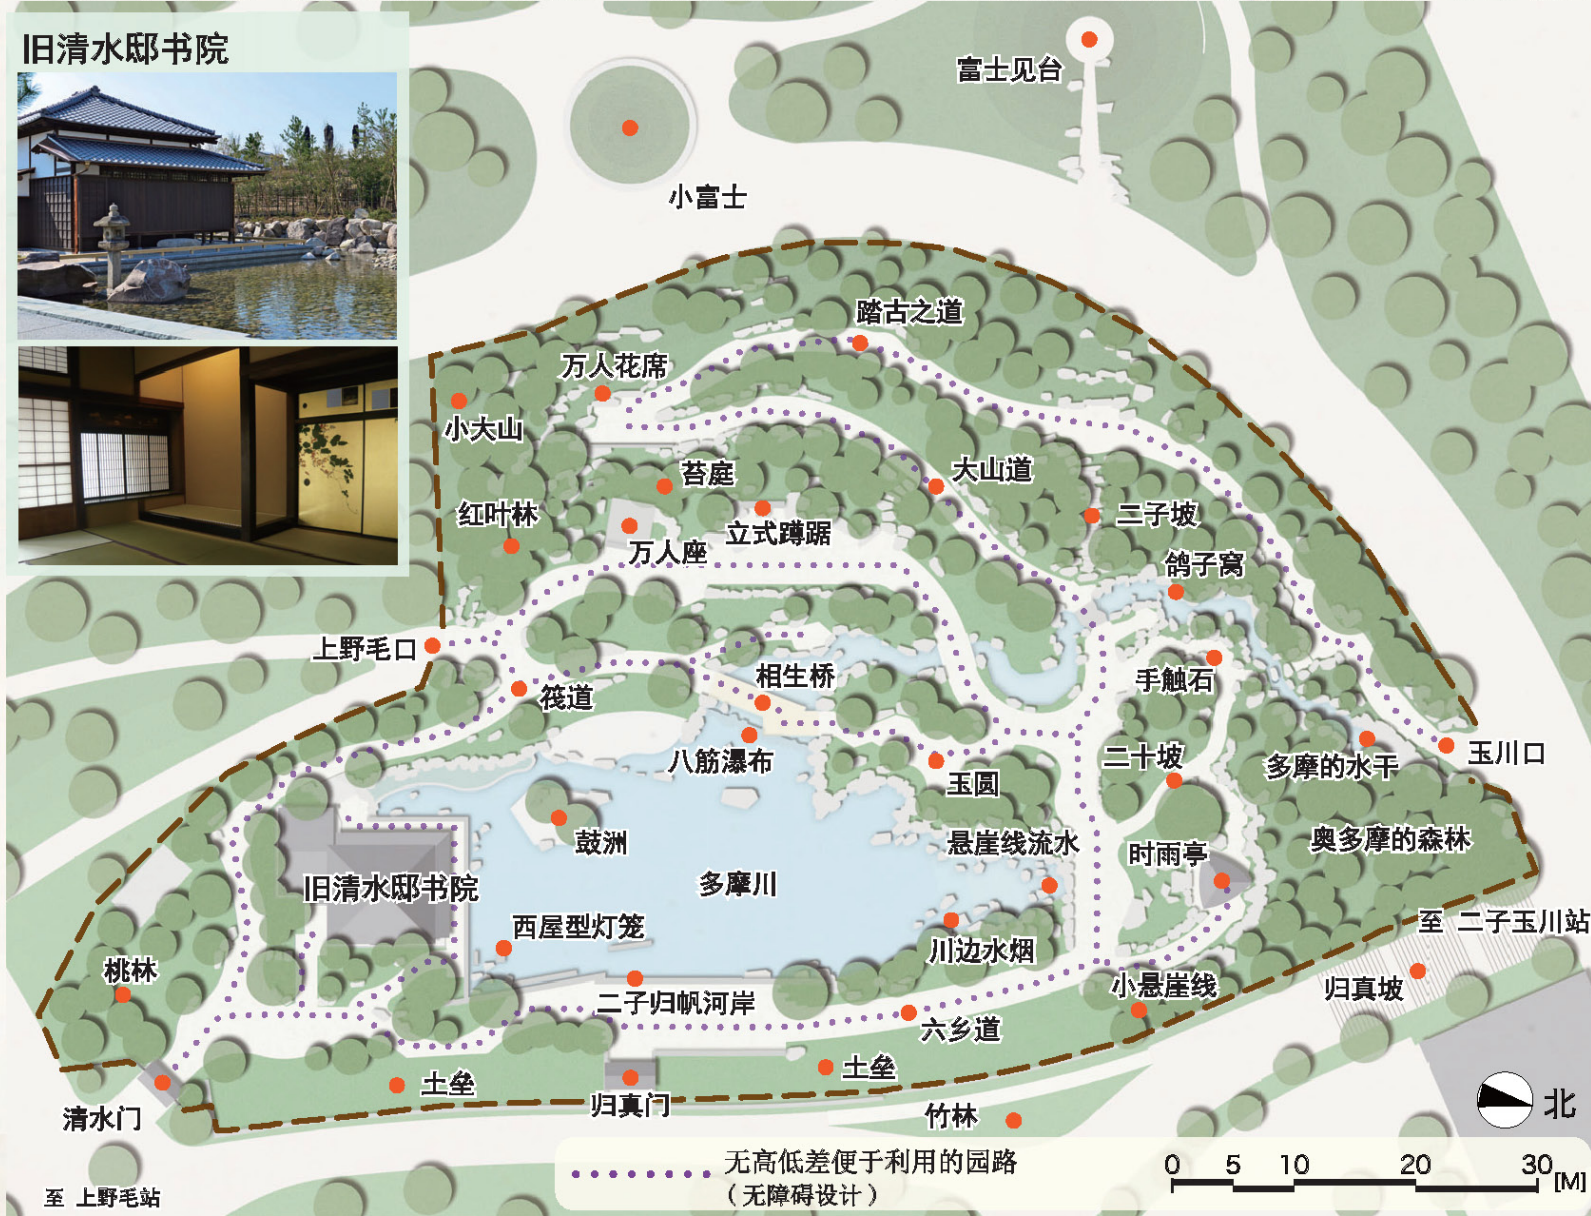 旧清水邸书院
富士见台
小富士
踏古之道
万人花席
小大山
苔庭
大山道
红叶林
立式蹲踞
二子坡
万人座
鸽子窝
上野毛口
相生桥
手触石
筏道
八筋瀑布
二十坡
多摩的水干
玉川口
玉圆
鼓洲
悬崖线流水
时雨亭
奥多摩的森林
旧清水邸书院
多摩川
西屋型灯笼
川边水烟
至 二子玉川站
桃林
二子归帆河岸
小悬崖线
归真坡
六乡道
土垒
土垒
清水门
归真门
竹林
北
至 上野毛站
无高低差便于利用的园路
（无障碍设计）
0 5 10 20 30 [M]